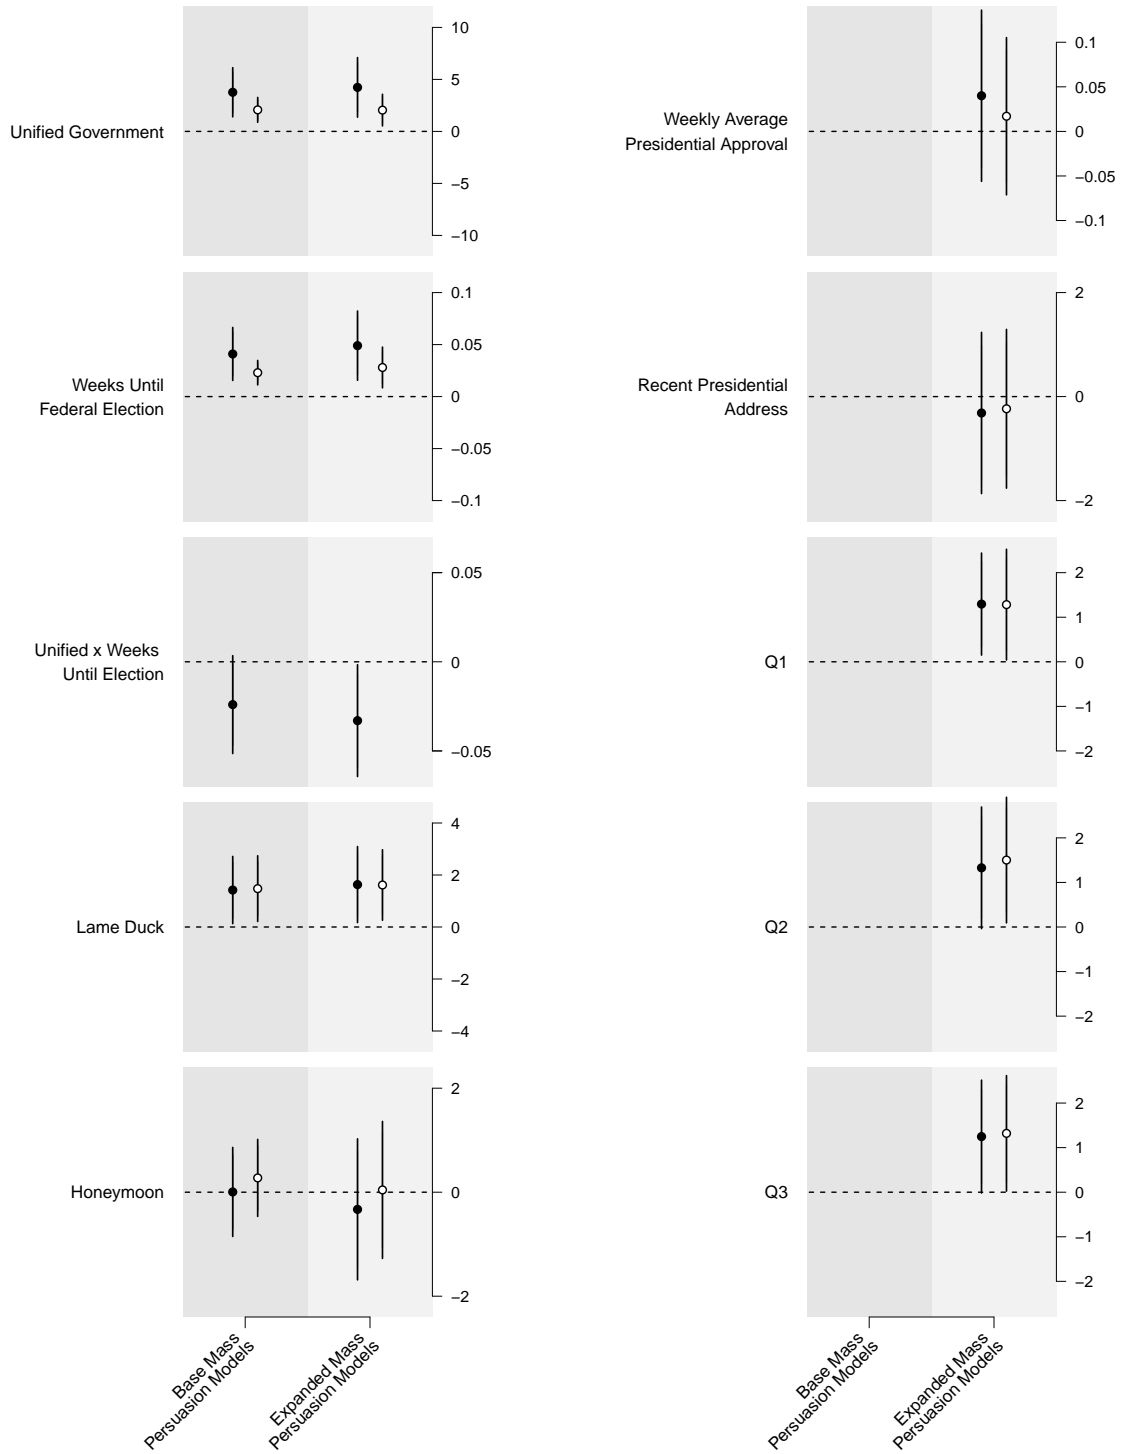 Unified Government
10
5
0
−5
−10
Weeks Until
Federal Election
0.1
0.05
0
−0.05
−0.1
Unified x Weeks
Until Election
0.05
0
−0.05
Lame Duck
4
2
0
−2
−4
Honeymoon
2
0
−2
Base Mass
Persuasion Models
Expanded Mass
Persuasion Models
Weekly Average
Presidential Approval
0.1
0.05
0
−0.05
−0.1
Recent Presidential
Address
2
0
−2
Q1
2
1
0
−1
−2
Q2
2
1
0
−1
−2
Q3
2
1
0
−1
−2
Base Mass
Persuasion Models
Expanded Mass
Persuasion Models